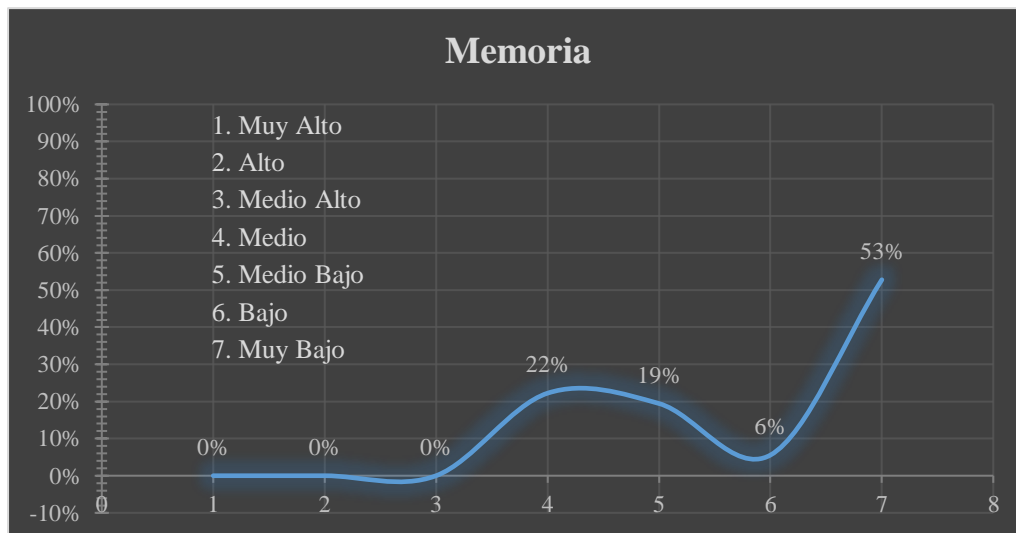 Memoria
100%
90%
80%
70%
60%
50%
40%
30%
20%
10%
0%
-10%
1. Muy Alto
2. Alto
3. Medio Alto
4. Medio
5. Medio Bajo
6. Bajo
7. Muy Bajo
0% 0% 0% 22% 19% 6% 53%
0 1 2 3 4 5 6 7 8